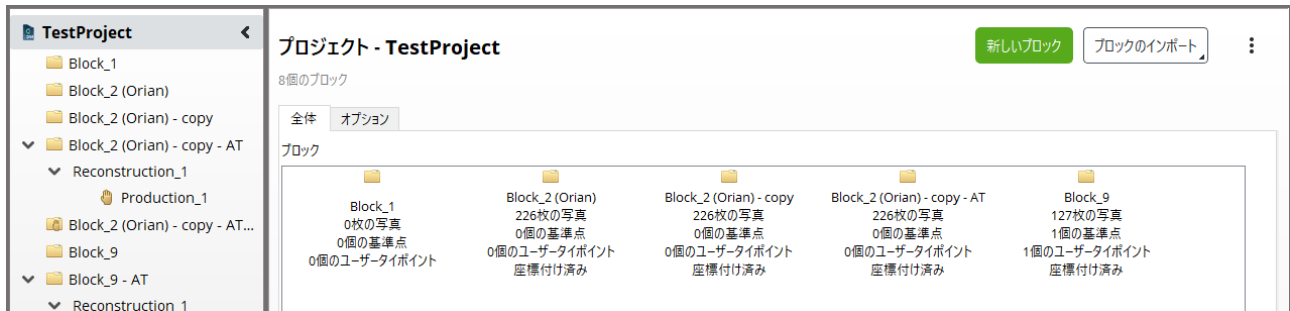 TestProject
Block_1
Block_2 (Orian)
Block_2 (Orian) - copy
Block_2 (Orian) - copy - AT
Reconstruction_1
Production_1
Block_2 (Orian) - copy - AT...
Block_9
Block_9 - AT
Reconstruction_1
プロジェクト - TestProject
新しいブロック
ブロックのインポート
8個のブロック
全体
オプション
ブロック
Block_1
0枚の写真
0個の基準点
0個のユーザータイポイント
Block_2 (Orian)
226枚の写真
0個の基準点
0個のユーザータイポイント
座標付け済み
Block_2 (Orian) - copy
226枚の写真
0個の基準点
0個のユーザータイポイント
座標付け済み
Block_2 (Orian) - copy - AT
226枚の写真
0個の基準点
0個のユーザータイポイント
座標付け済み
Block_9
127枚の写真
1個の基準点
1個のユーザータイポイント
座標付け済み